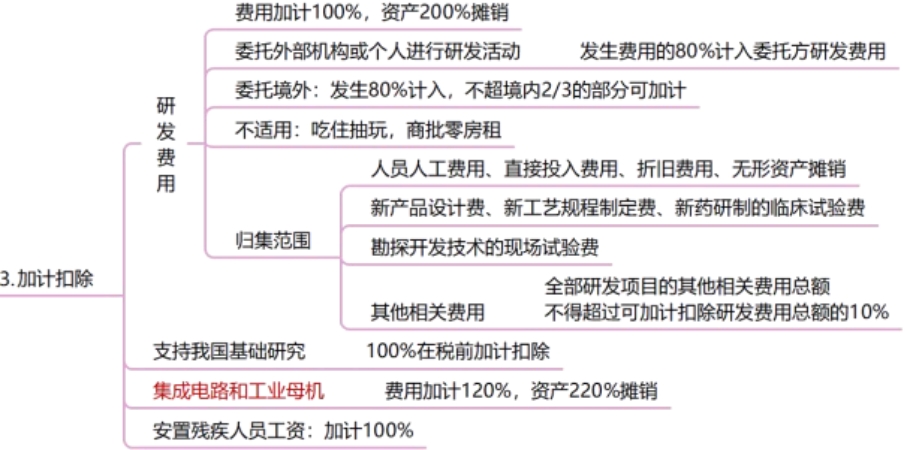 费用加计100%，资产200%摊销
委托外部机构或个人进行研发活动 发生费用的80%计入委托方研发费用
委托境外：发生80%计入，不超境内2/3的部分可加计
不适用：吃住抽玩，商批零房租
研发费用
人员人工费用、直接投入费用、折旧费用、无形资产摊销
新产品设计费、新工艺规程制定费、新药研制的临床试验费
归集范围
勘探开发技术的现场试验费
其他相关费用
全部研发项目的其他相关费用总额
不得超过可加计扣除研发费用总额的10%
3.加计扣除
支持我国基础研究 100%在税前加计扣除
集成电路和工业母机 费用加计120%，资产220%摊销
安置残疾人员工资：加计100%